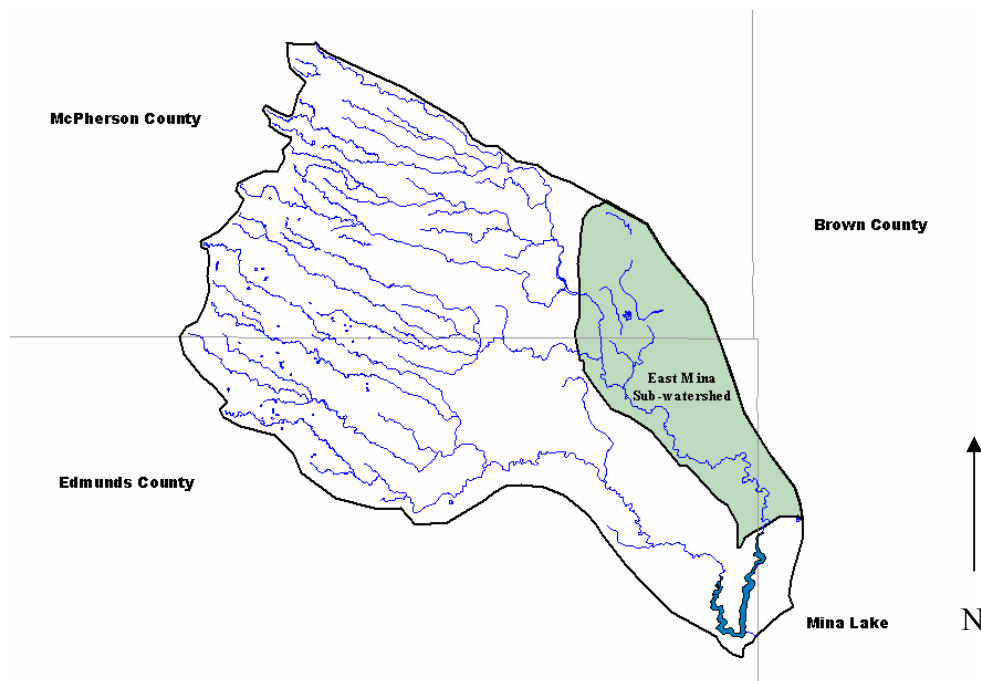 McPherson County
Brown County
East Mina
Sub-watershed
Edmunds County
Mina Lake
N